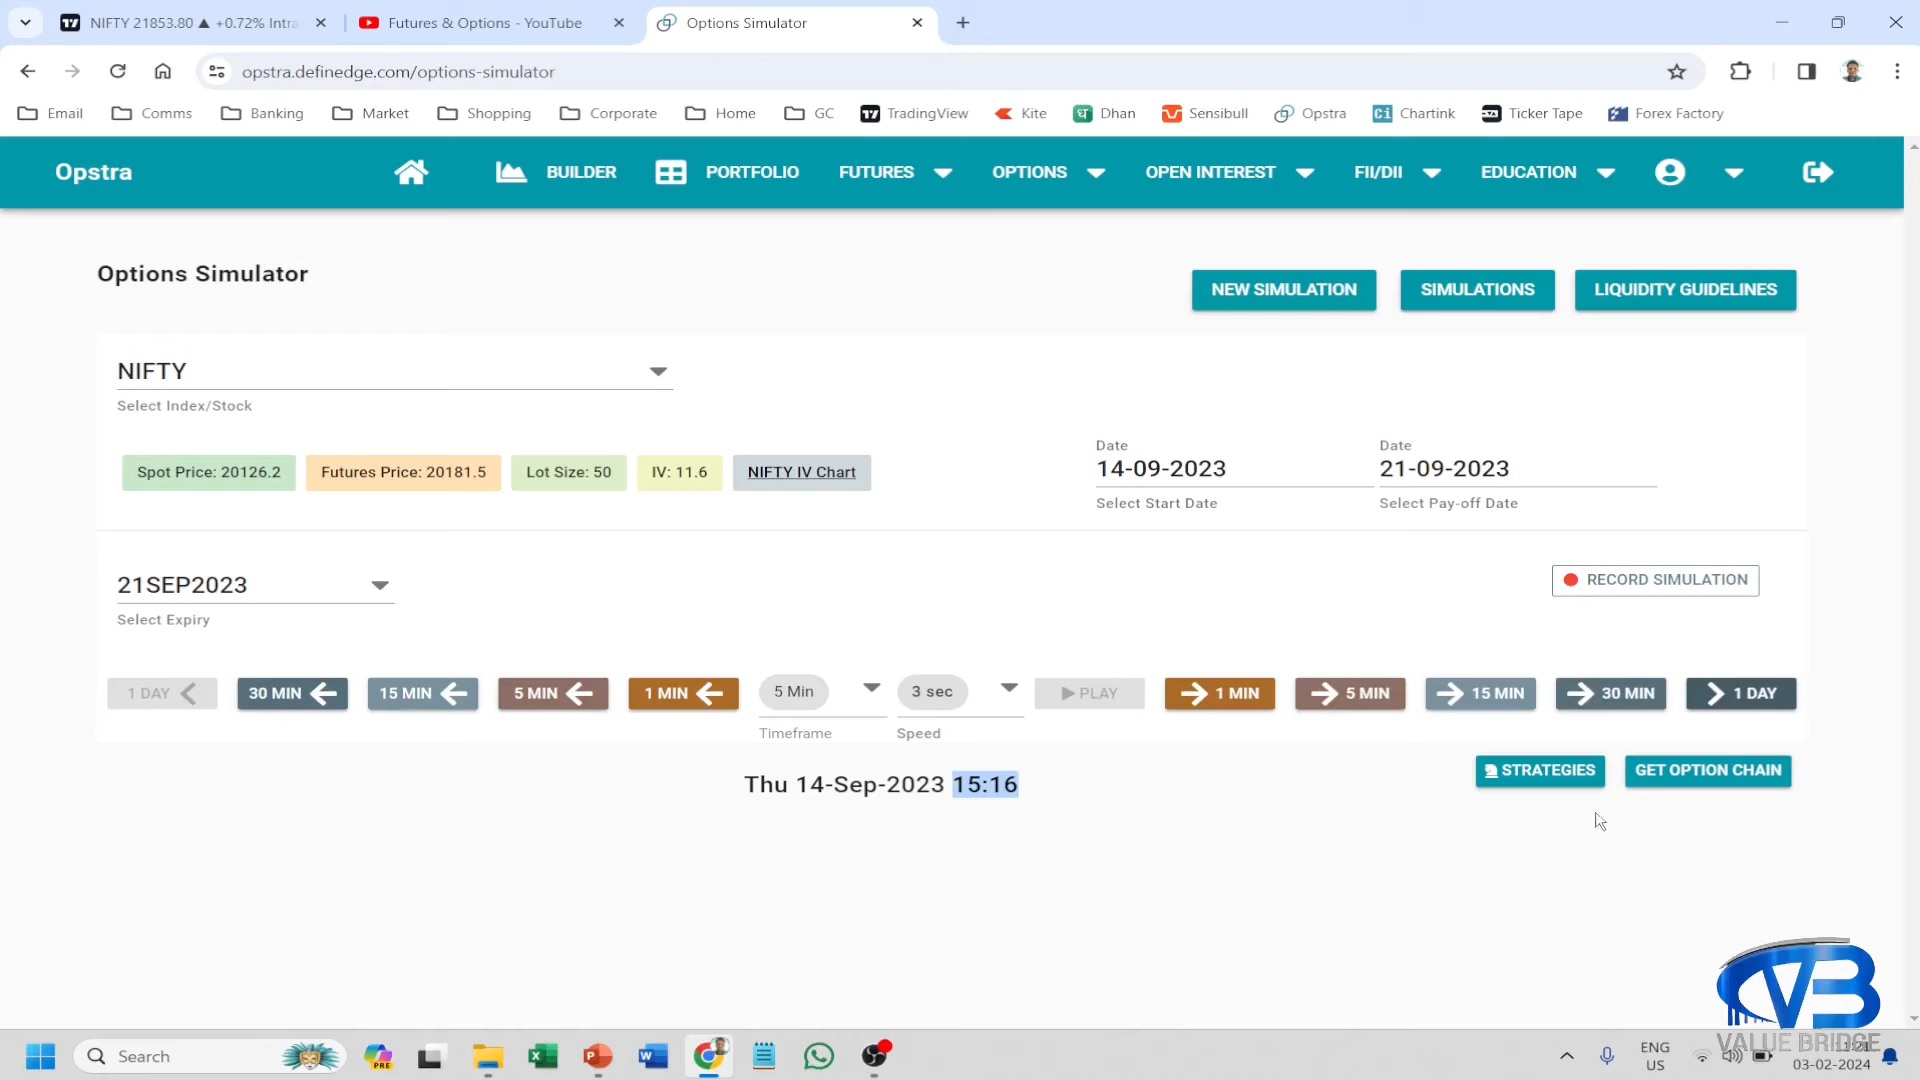 NIFTY 21853.80 ▲ +0.72% Intra
Futures & Options - YouTube
Options Simulator
opstra.definedge.com/options-simulator
Email
Comms
Banking
Market
Shopping
Corporate
Home
GC
TradingView
Kite
Dhan
Sensibull
Opstra
Chartink
Ticker Tape
Forex Factory
Opstra
BUILDER
PORTFOLIO
FUTURES
OPTIONS
OPEN INTEREST
FII/DII
EDUCATION
Options Simulator
NEW SIMULATION
SIMULATIONS
LIQUIDITY GUIDELINES
NIFTY
Select Index/Stock
Spot Price: 20126.2
Futures Price: 20181.5
Lot Size: 50
IV: 11.6
NIFTY IV Chart
Date
14-09-2023
Select Start Date
Date
21-09-2023
Select Pay-off Date
21SEP2023
Select Expiry
RECORD SIMULATION
1 DAY
30 MIN
15 MIN
5 MIN
1 MIN
5 Min
Timeframe
3 sec
Speed
PLAY
1 MIN
5 MIN
15 MIN
30 MIN
1 DAY
Thu 14-Sep-2023 15:16
STRATEGIES
GET OPTION CHAIN
VB
VALUE BRIDGE
Search
PRE
ENG
US
11:21
03-02-2024